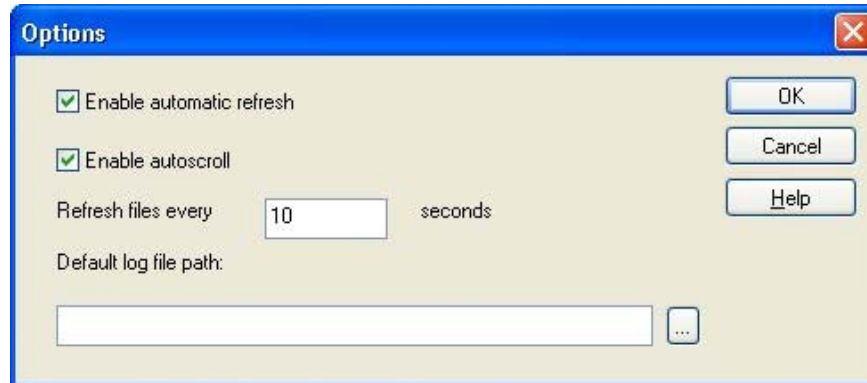 Options
Enable automatic refresh
OK
Enable autoscroll
Cancel
Refresh files every 10 seconds
Help
Default log file path:
...